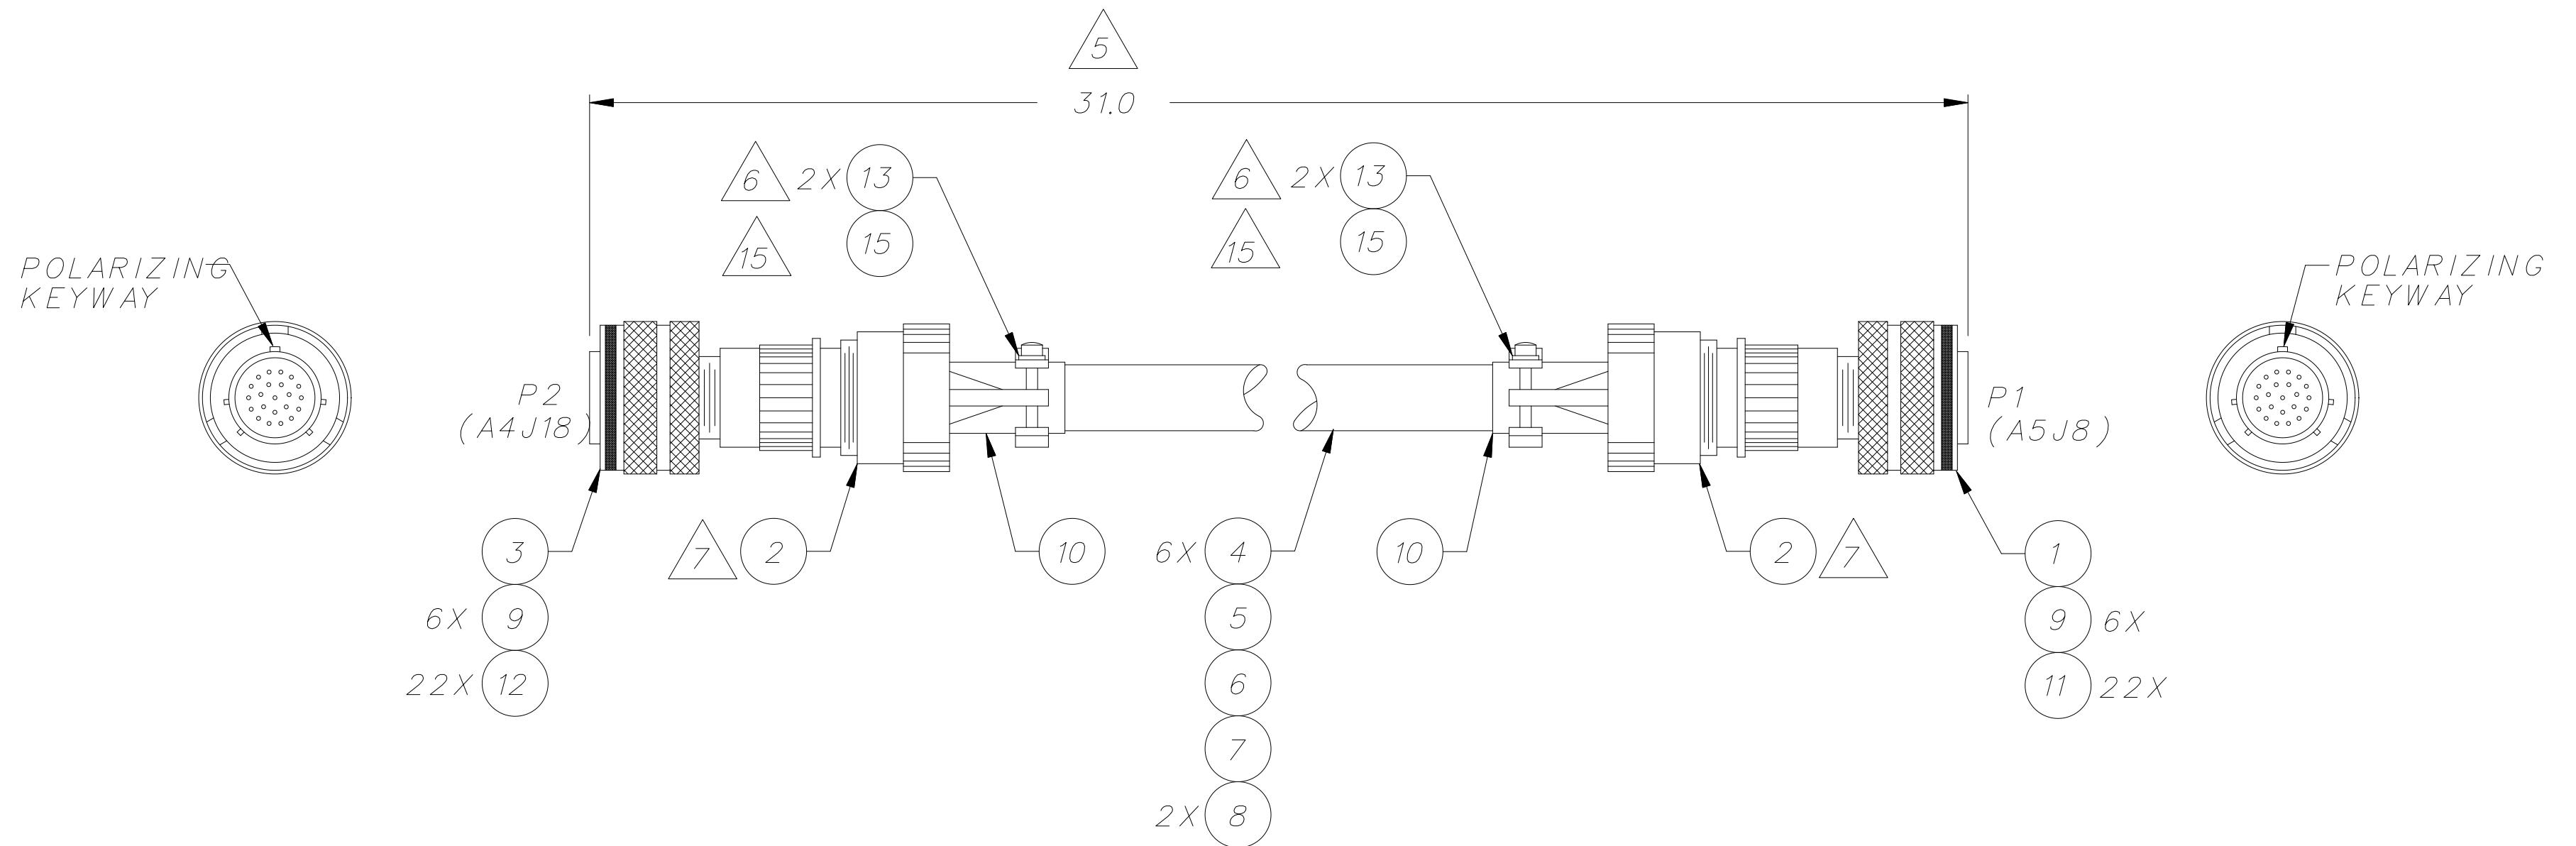 5
31.0
6 2X 13
15 15
6 2X 13
15 15
POLARIZING
KEYWAY
POLARIZING
KEYWAY
P2
(A4J18)
P1
(A5J8)
3
6X 9
22X 12
7 2
10
6X 4
5
6
7
2X 8
10
2 7
1
9 6X
11 22X